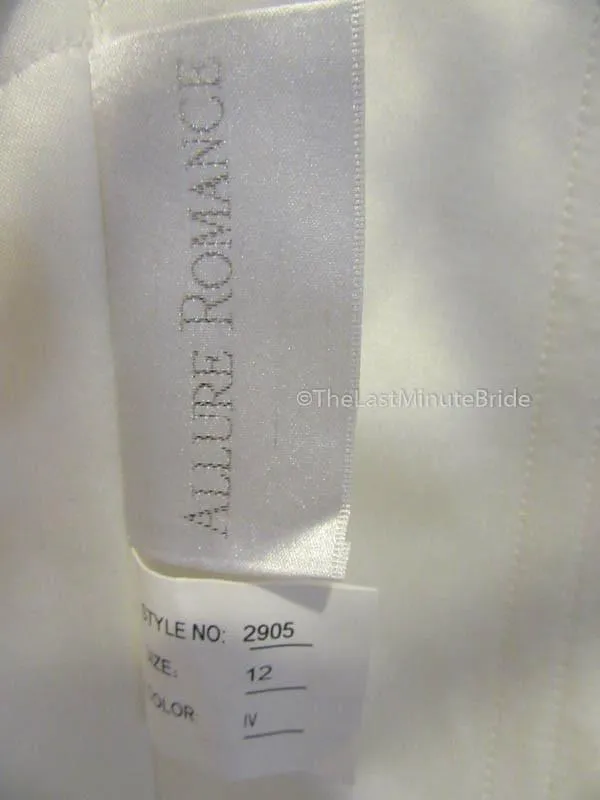 ALLURE ROMANCE
©TheLastMinuteBride
STYLE NO: 2905
SIZE: 12
COLOR IV